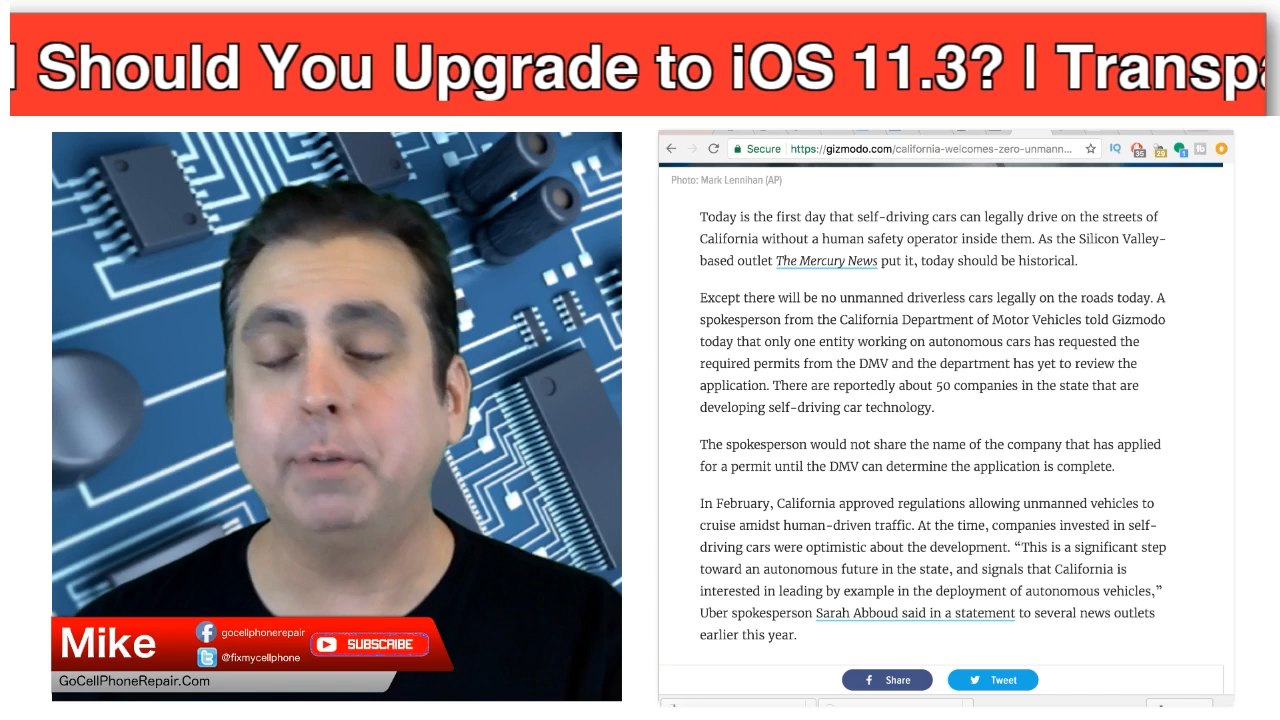 Should You Upgrade to iOS 11.3? | Transpa
Secure https://gizmodo.com/california-welcomes-zero-unmann...
IQ
35
29
1
Photo: Mark Lennihan (AP)
Today is the first day that self-driving cars can legally drive on the streets of
California without a human safety operator inside them. As the Silicon Valley-
based outlet The Mercury News put it, today should be historical.
Except there will be no unmanned driverless cars legally on the roads today. A
spokesperson from the California Department of Motor Vehicles told Gizmodo
today that only one entity working on autonomous cars has requested the
required permits from the DMV and the department has yet to review the
application. There are reportedly about 50 companies in the state that are
developing self-driving car technology.
The spokesperson would not share the name of the company that has applied
for a permit until the DMV can determine the application is complete.
In February, California approved regulations allowing unmanned vehicles to
cruise amidst human-driven traffic. At the time, companies invested in self-
driving cars were optimistic about the development. “This is a significant step
toward an autonomous future in the state, and signals that California is
interested in leading by example in the deployment of autonomous vehicles,”
Uber spokesperson Sarah Abboud said in a statement to several news outlets
earlier this year.
Share Tweet
Mike
gocellphonerepair
SUBSCRIBE
@fixmycellphone
GoCellPhoneRepair.Com